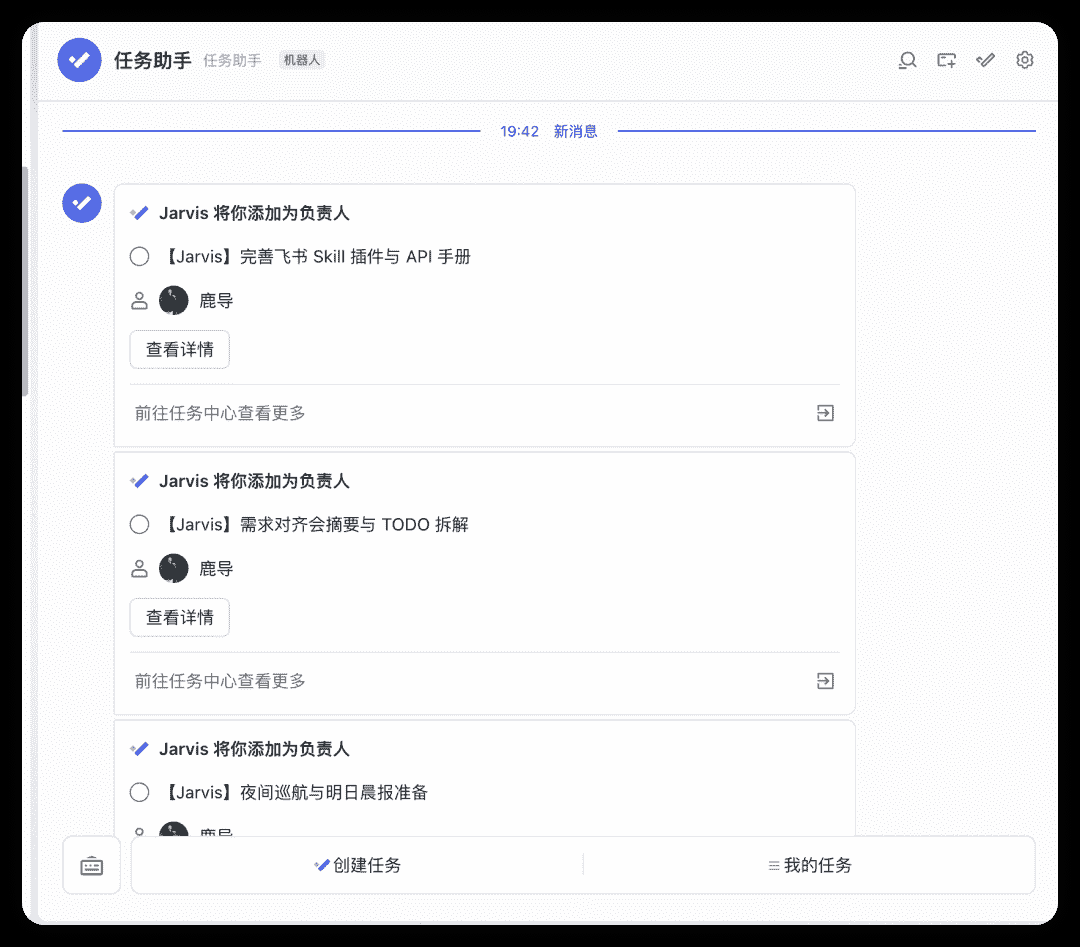 任务助手 任务助手 机器人
19:42 新消息
Jarvis 将你添加为负责人
【Jarvis】完善飞书 Skill 插件与 API 手册
鹿导
查看详情
前往任务中心查看更多
Jarvis 将你添加为负责人
【Jarvis】需求对齐会摘要与 TODO 拆解
鹿导
查看详情
前往任务中心查看更多
Jarvis 将你添加为负责人
【Jarvis】夜间巡航与明日晨报准备
鹿导
创建任务
我的任务